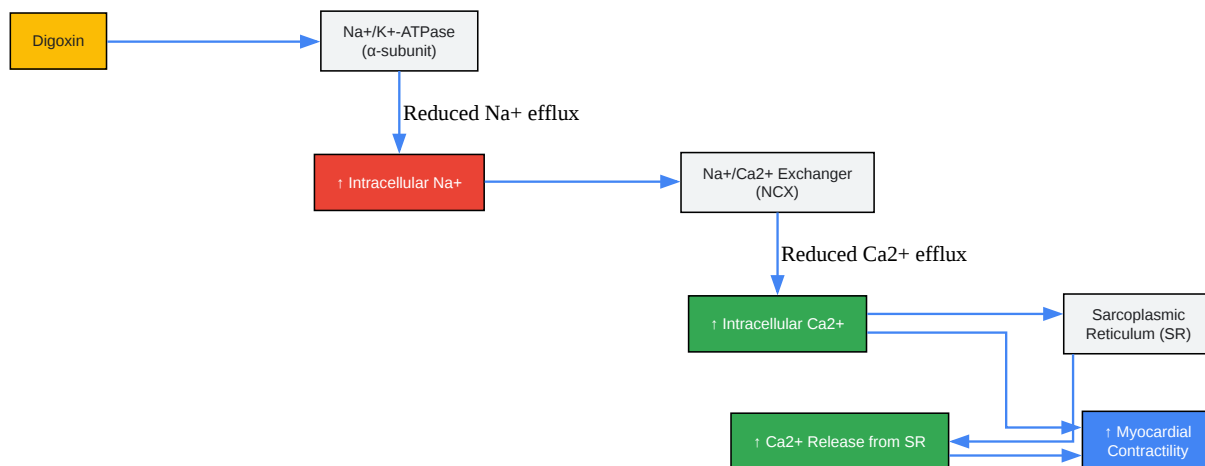 Digoxin
Na+/K+-ATPase
(α-subunit)
Reduced Na+ efflux
↑ Intracellular Na+
Na+/Ca2+ Exchanger
(NCX)
Reduced Ca2+ efflux
↑ Intracellular Ca2+
Sarcoplasmic
Reticulum (SR)
↑ Ca2+ Release from SR
↑ Myocardial
Contractility